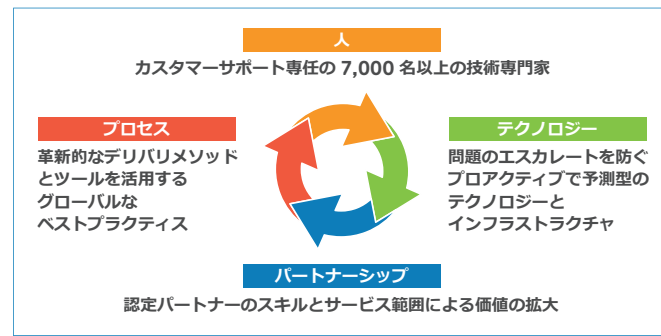 人
カスタマーサポート専任の 7,000 名以上の技術専門家
プロセス
革新的なデリバリメソッド
とツールを活用する
グローバルな
ベストプラクティス
テクノロジー
問題のエスカレートを防ぐ
プロアクティブで予測型の
テクノロジーと
インフラストラクチャ
パートナーシップ
認定パートナーのスキルとサービス範囲による価値の拡大